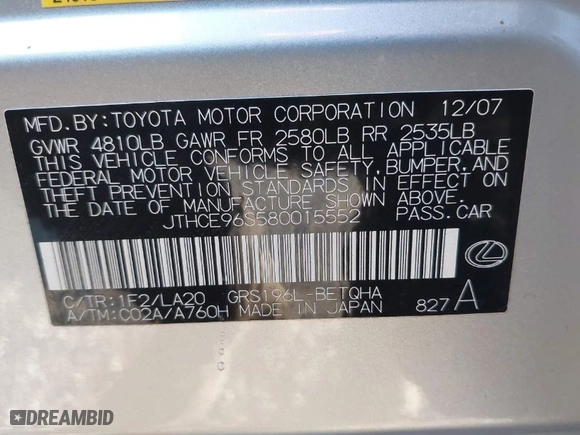 MFD.BY:TOYOTA MOTOR CORPORATION 12/07
GVWR 4810LB GAWR FR 2580LB RR 2535LB
THIS VEHICLE CONFORMS TO ALL APPLICABLE
FEDERAL MOTOR VEHICLE SAFETY, BUMPER, AND
THEFT PREVENTION STANDARDS IN EFFECT ON
THE DATE OF MANUFACTURE SHOWN ABOVE.
JTHCE96S580015552 PASS.CAR
C/TR:1F2/LA20 GRS196L-BETQHA
A/TM:C02A/A760H MADE IN JAPAN 827 A
DREAMBID